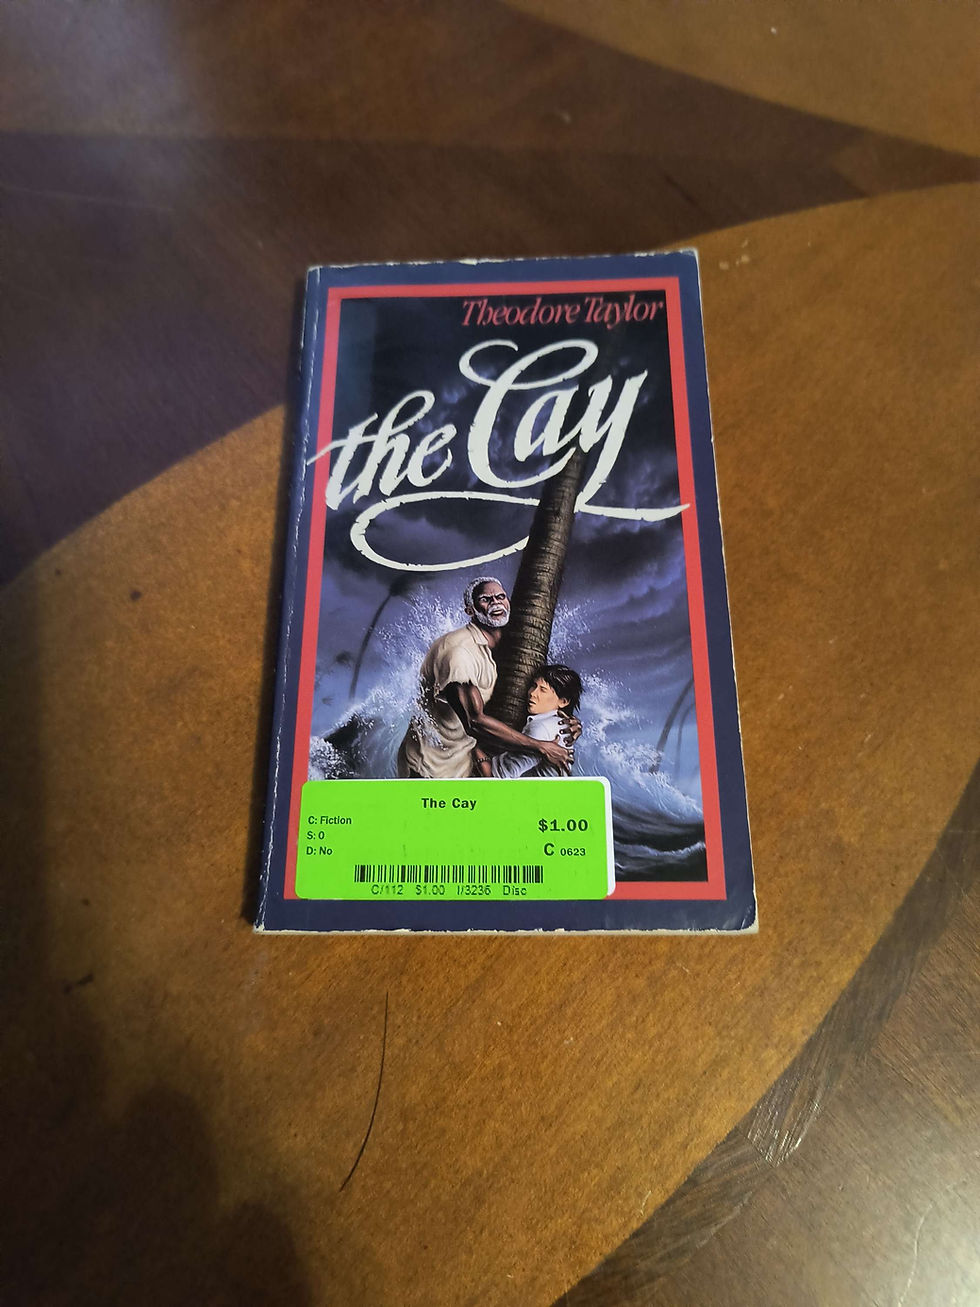 Theodore Taylor
the Cay
The Cay
C: Fiction
$1.00
S: 0
D: No
C 0623
C/112 $1.00 I/3236 Disc